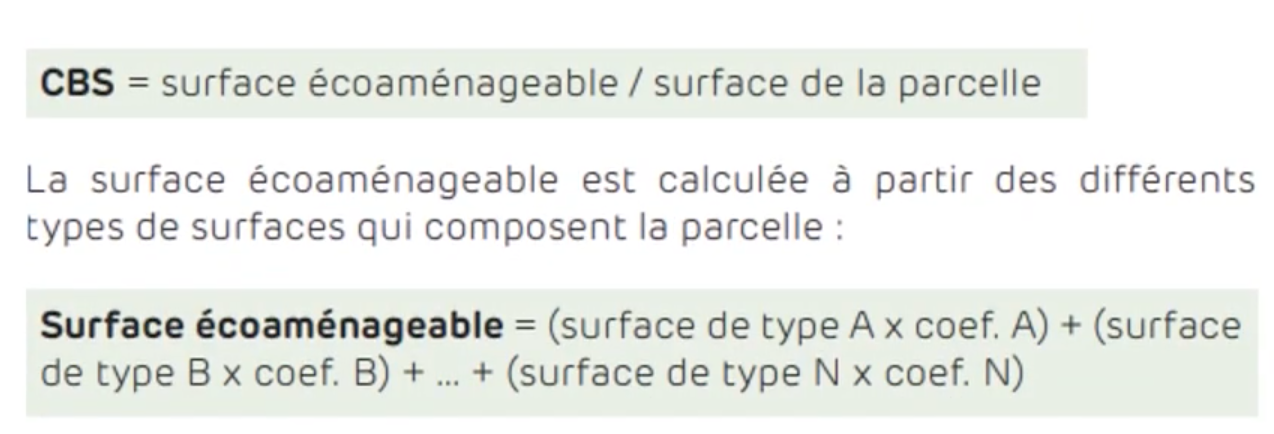 CBS = surface écoaménageable / surface de la parcelle
La surface écoaménageable est calculée à partir des différents
types de surfaces qui composent la parcelle :
Surface écoaménageable = (surface de type A x coef. A) + (surface
de type B x coef. B) + ... + (surface de type N x coef. N)